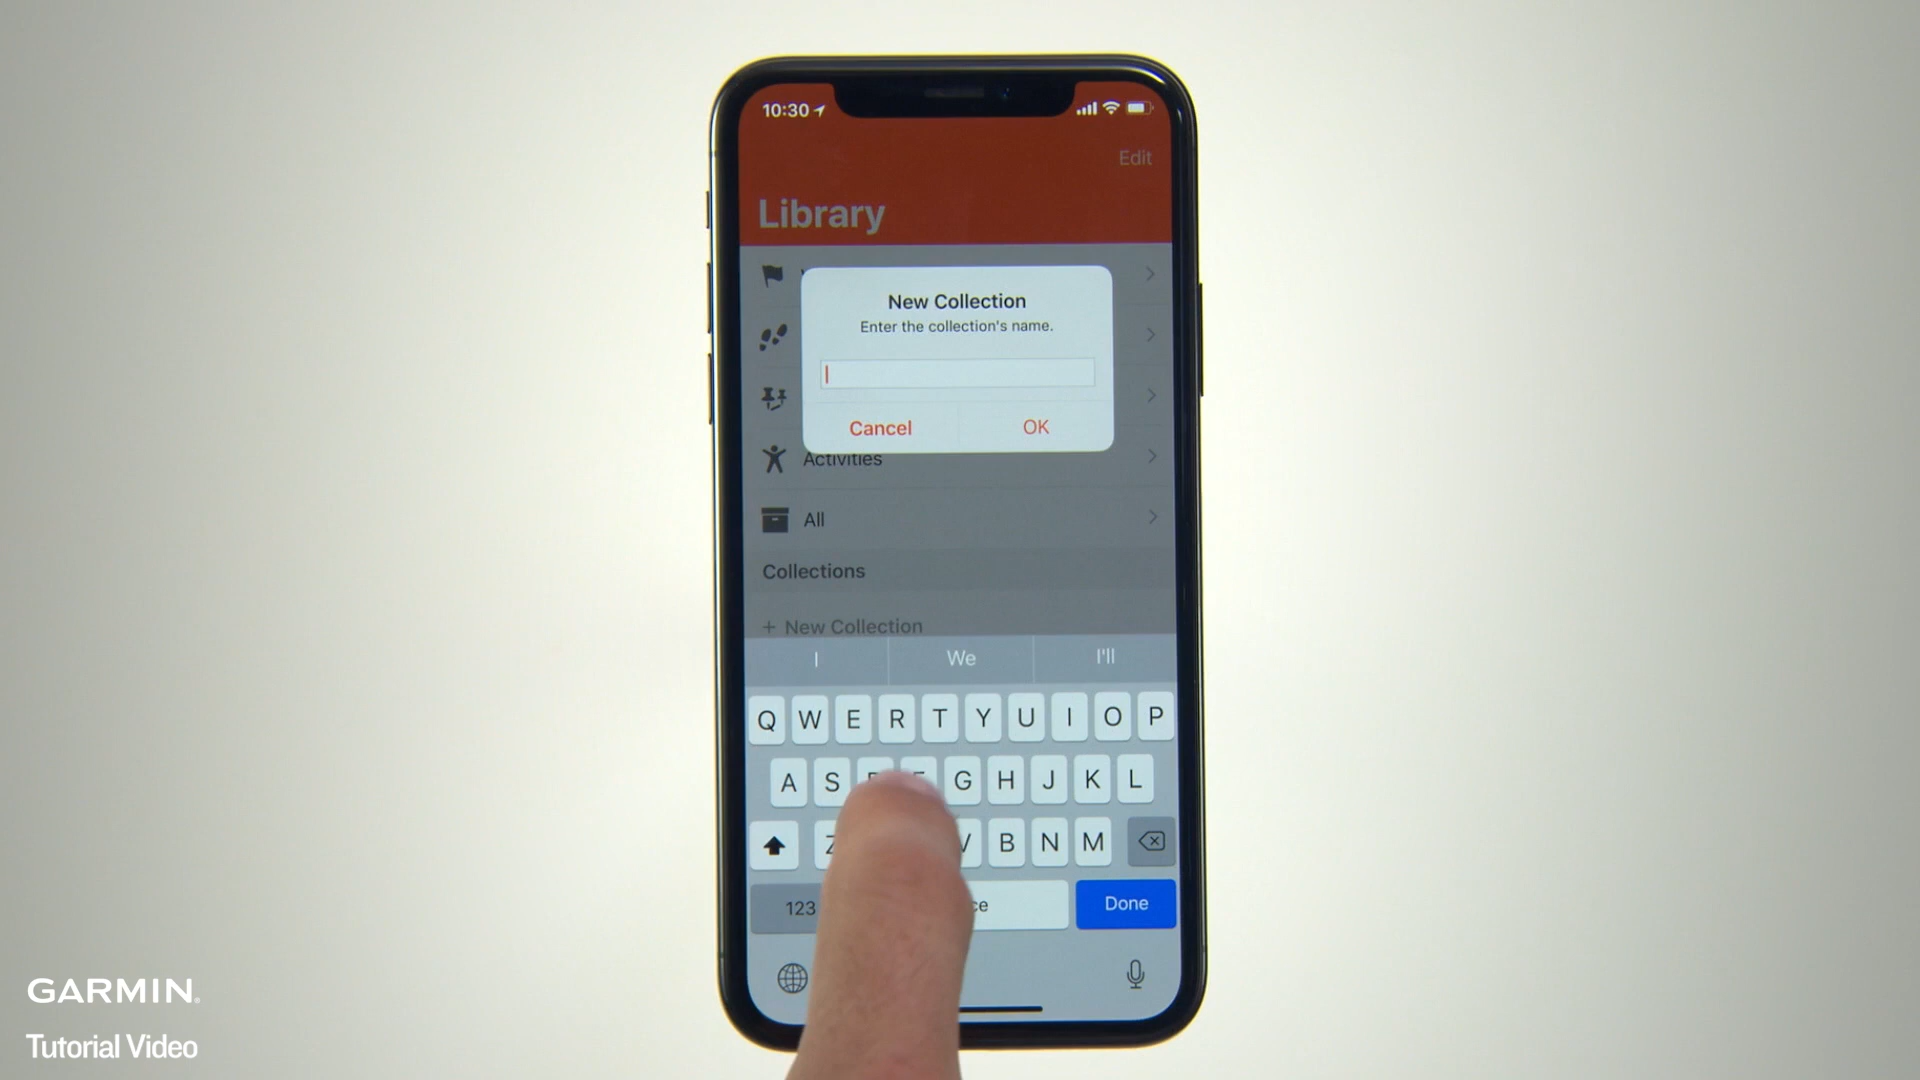 10:30
Edit
Library
New Collection
Enter the collection's name.
Cancel
OK
Activities
All
Collections
+ New Collection
I
We
I'll
Q W E R T Y U I O P
A S G H J K L
Z V B N M
123
Done
GARMIN.
Tutorial Video